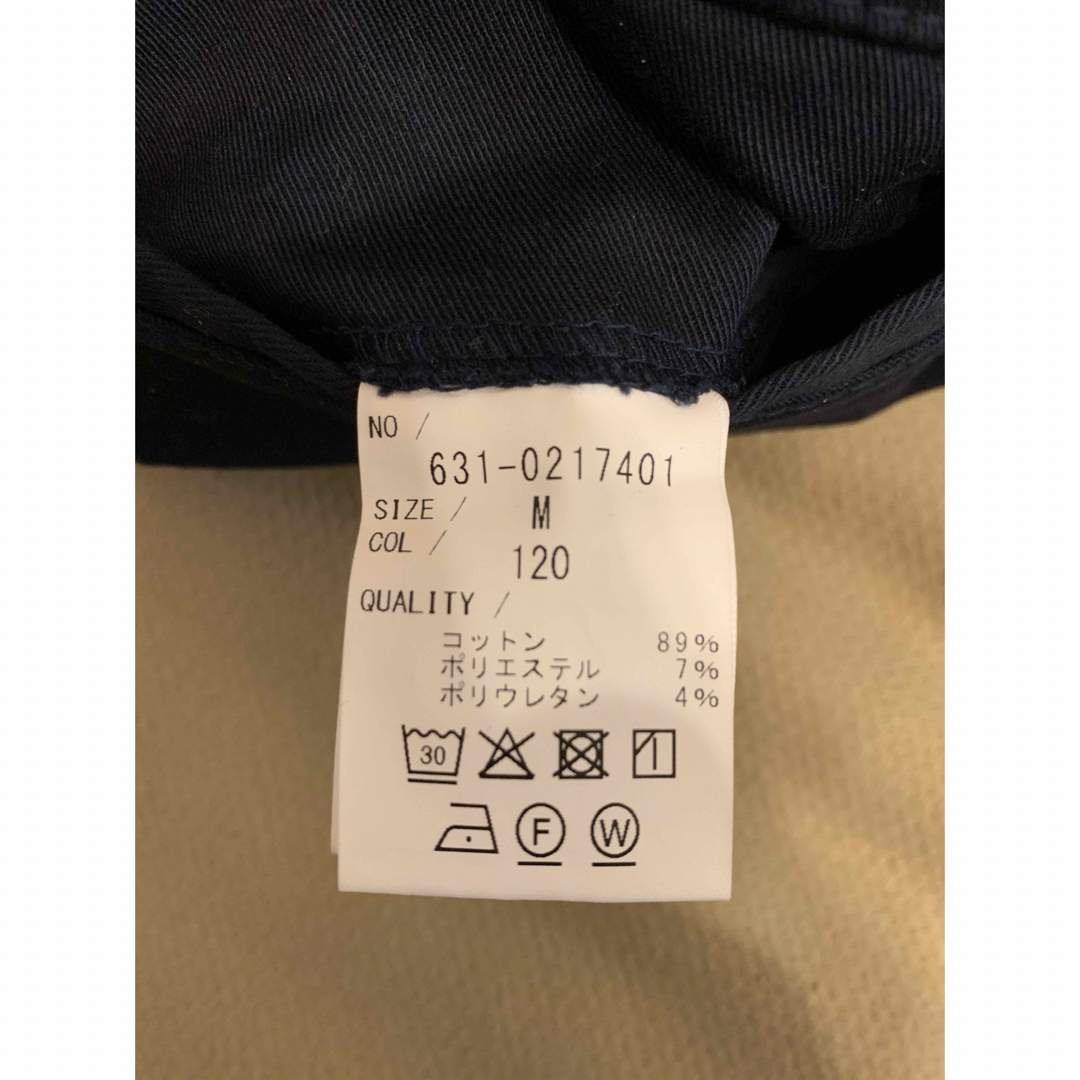 NO /
631-0217401
SIZE / M
COL / 120
QUALITY /
コットン 89%
ポリエステル 7%
ポリウレタン 4%
30
F W